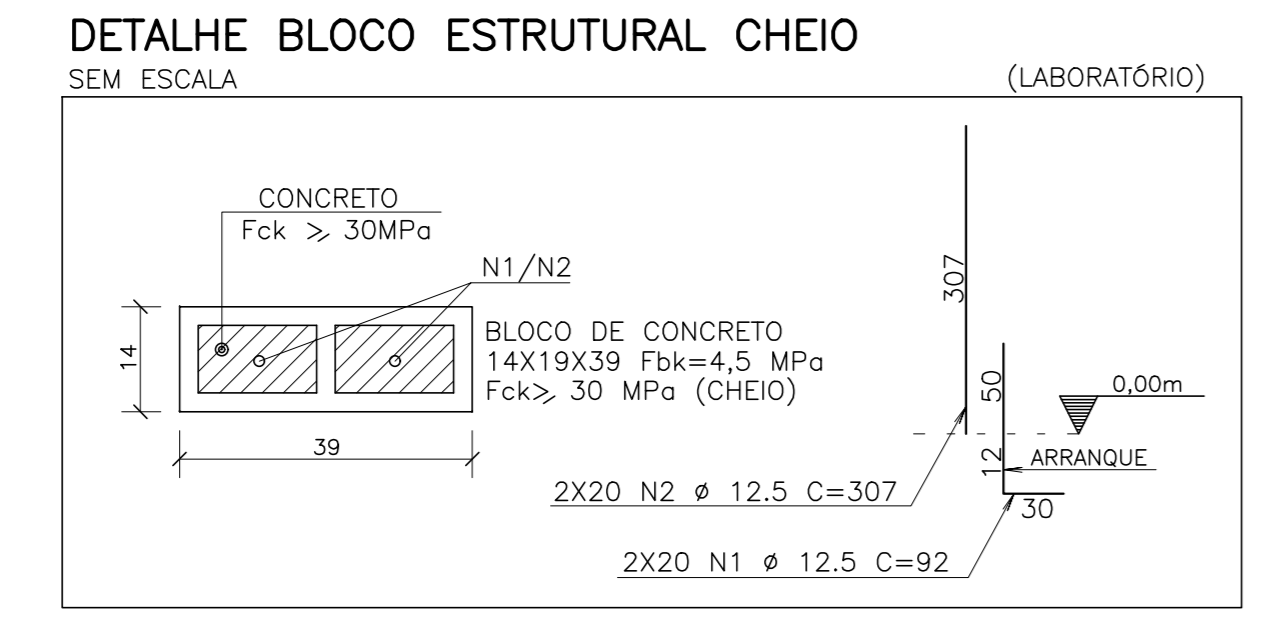 DETALHE BLOCO ESTRUTURAL CHEIO
SEM ESCALA
(LABORATÓRIO)
CONCRETO
Fck ⩾ 30MPa
N1/N2
BLOCO DE CONCRETO
14X19X39 Fbk=4,5 MPa
Fck⩾ 30 MPa (CHEIO)
14
39
307
50
0,00m
12
ARRANQUE
30
2X20 N2 ø 12.5 C=307
2X20 N1 ø 12.5 C=92